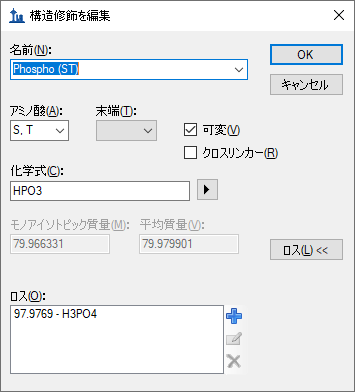 構造修飾を編集
名前(N):
Phospho (ST)
OK
キャンセル
アミノ酸(A):
末端(T):
S, T
可変(V)
クロスリンカー(R)
化学式(C):
HPO3
モノアイソトピック質量(M):
平均質量(V):
79.966331
79.979901
ロス(L) <<
ロス(O):
97.9769 - H3PO4